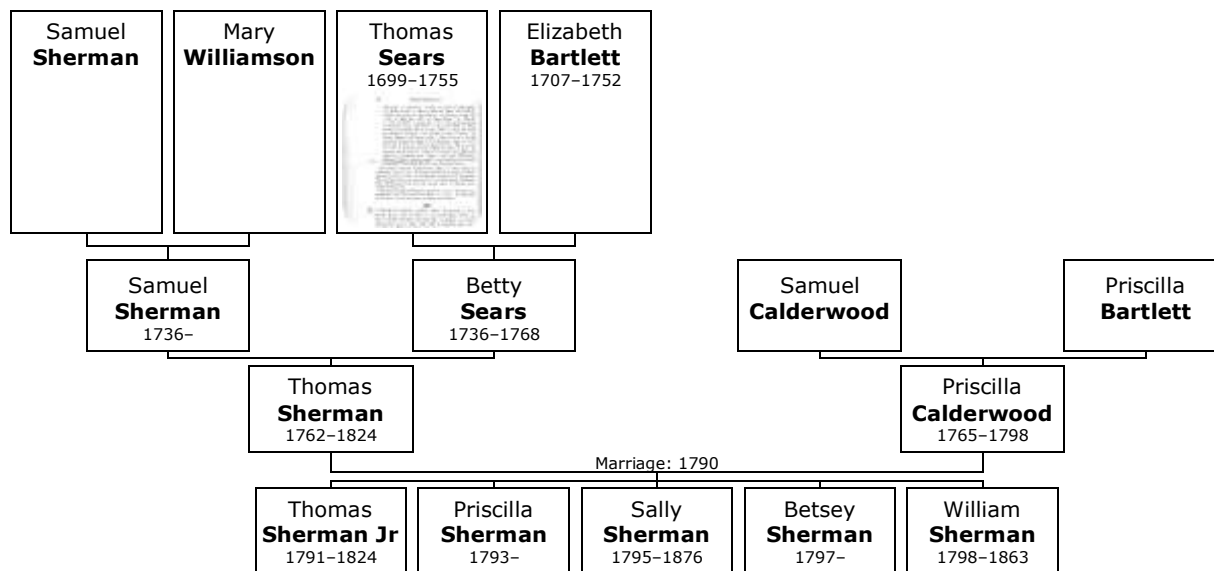 Samuel
Sherman
Mary
Williamson
Thomas
Sears
1699–1755
Elizabeth
Bartlett
1707–1752
Samuel
Sherman
1736–
Betty
Sears
1736–1768
Samuel
Calderwood
Priscilla
Bartlett
Thomas
Sherman
1762–1824
Priscilla
Calderwood
1765–1798
Marriage: 1790
Thomas
Sherman Jr
1791–1824
Priscilla
Sherman
1793–
Sally
Sherman
1795–1876
Betsey
Sherman
1797–
William
Sherman
1798–1863